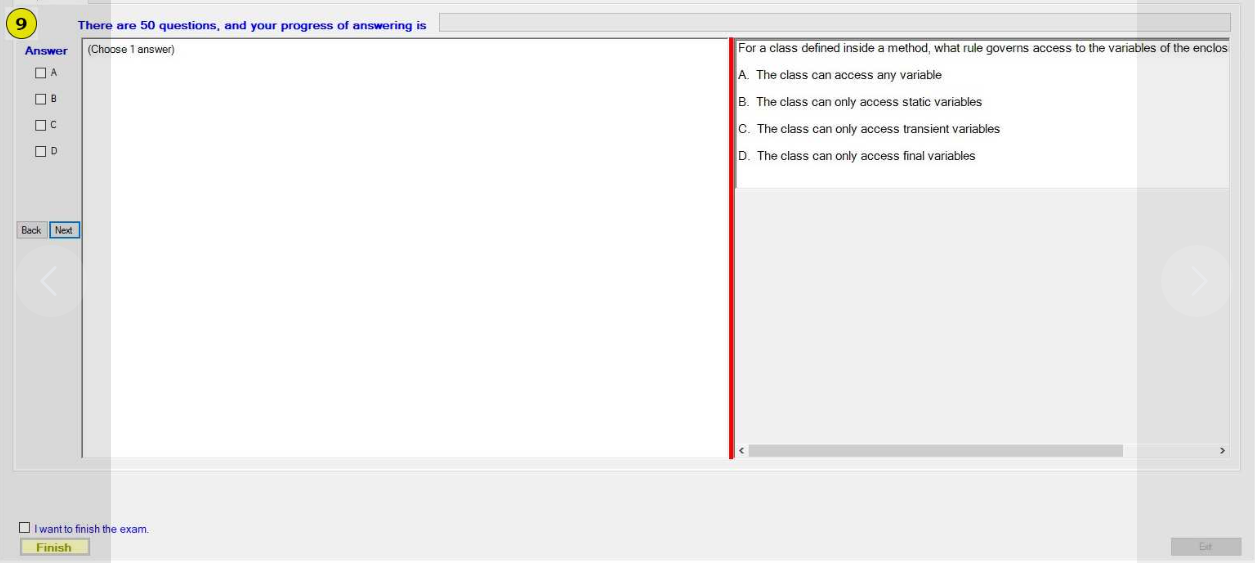 9
There are 50 questions, and your progress of answering is
Answer
(Choose 1 answer)
A
B
C
D
Back
Next
For a class defined inside a method, what rule governs access to the variables of the enclos
A. The class can access any variable
B. The class can only access static variables
C. The class can only access transient variables
D. The class can only access final variables
I want to finish the exam.
Finish
Exit